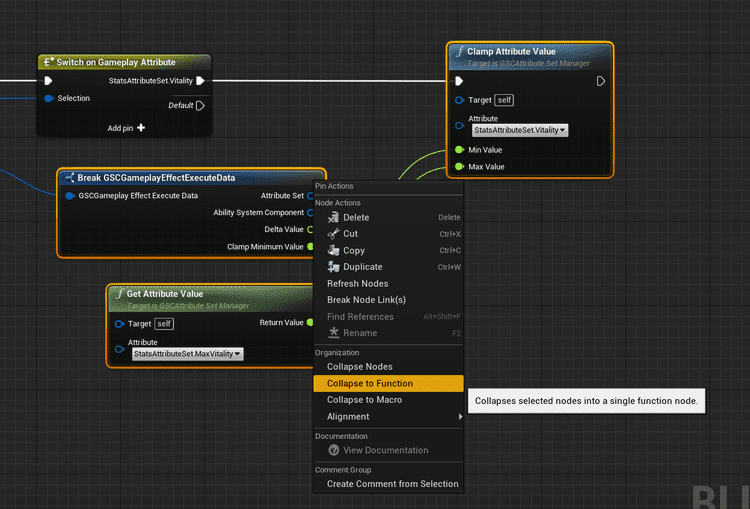 Switch on Gameplay Attribute
StatsAttributeSet.Vitality
Selection
Default
Add pin
Clamp Attribute Value
Target is GSCAttribute Set Manager
Target self
Attribute
StatsAttributeSet.Vitality
Min Value
Max Value
Break GSCGameplayEffectExecuteData
GSCGameplay Effect Execute Data
Attribute Set
Ability System Component
Delta Value
Clamp Minimum Value
Get Attribute Value
Target is GSCAttribute Set Manager
Target self
Return Value
Attribute
StatsAttributeSet.MaxVitality
Pin Actions
Node Actions
Delete Delete
Cut Ctrl+X
Copy Ctrl+C
Duplicate Ctrl+W
Refresh Nodes
Break Node Link(s)
Find References Alt+Shift+F
Rename F2
Organization
Collapse Nodes
Collapse to Function
Collapse to Macro
Alignment
Documentation
View Documentation
Comment Group
Create Comment from Selection
Collapses selected nodes into a single function node.